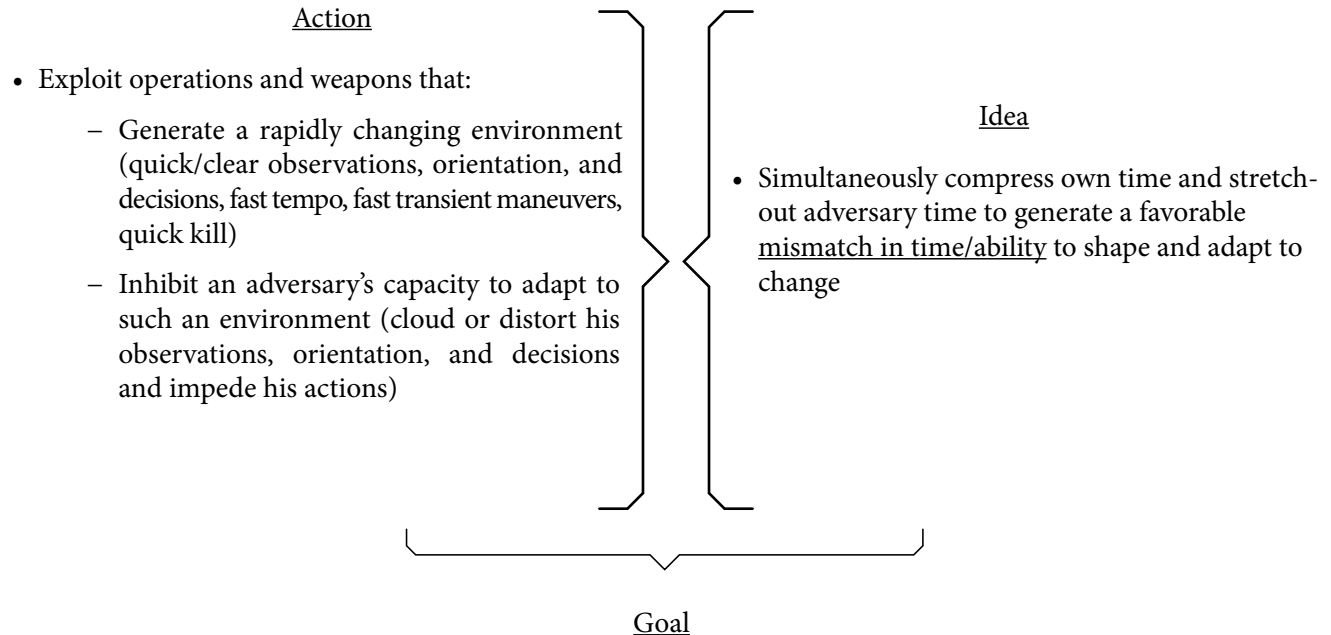 Action
• Exploit operations and weapons that:
– Generate a rapidly changing environment
(quick/clear observations, orientation, and
decisions, fast tempo, fast transient maneuvers,
quick kill)
– Inhibit an adversary’s capacity to adapt to
such an environment (cloud or distort his
observations, orientation, and decisions
and impede his actions)
Idea
• Simultaneously compress own time and stretch-
out adversary time to generate a favorable
mismatch in time/ability to shape and adapt to
change
Goal